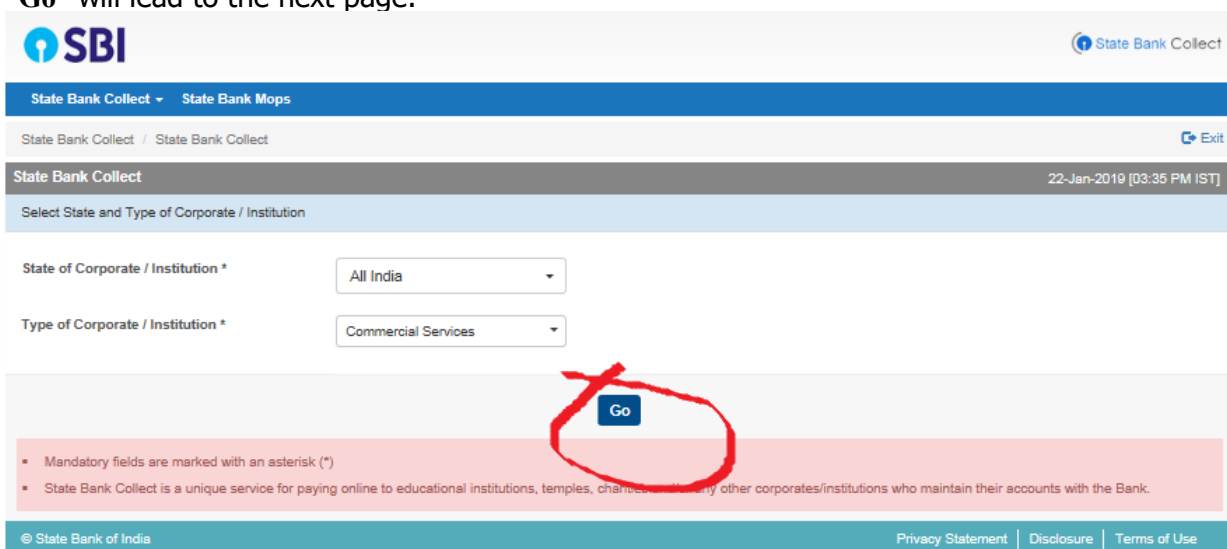 Go will lead to the next page.
SBI
State Bank Collect
State Bank Collect State Bank Mops
State Bank Collect / State Bank Collect
Exit
State Bank Collect
22-Jan-2019 [03:35 PM IST]
Select State and Type of Corporate / Institution
State of Corporate / Institution *
All India
Type of Corporate / Institution *
Commercial Services
Go
Mandatory fields are marked with an asterisk (*)
State Bank Collect is a unique service for paying online to educational institutions, temples, charities any other corporates/institutions who maintain their accounts with the Bank.
© State Bank of India
Privacy Statement | Disclosure | Terms of Use